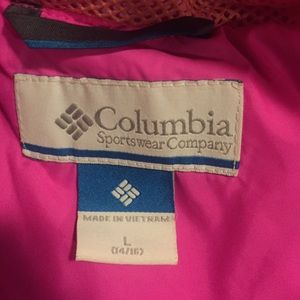 Columbia
Sportswear Company
MADE IN VIETNAM
L
(14/16)